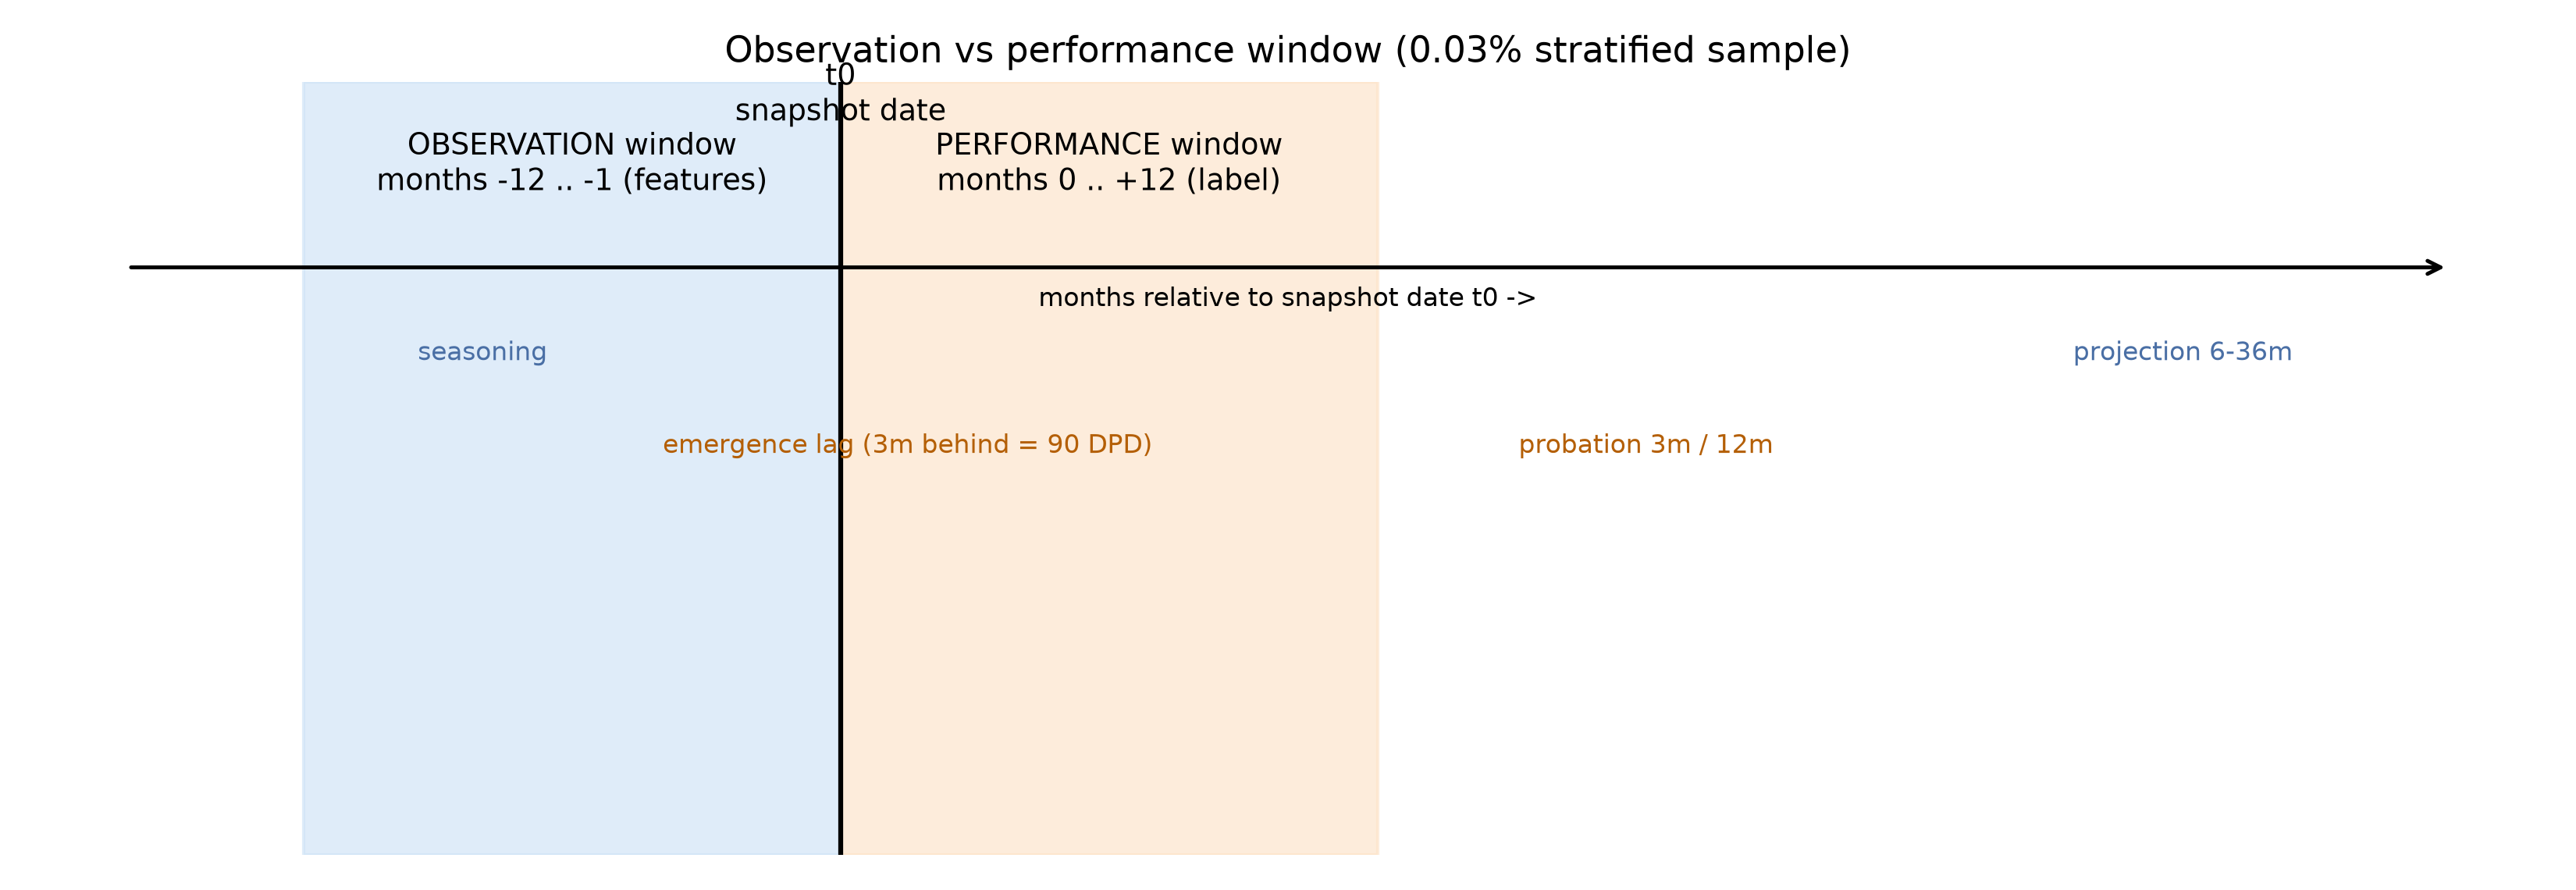 Observation vs performance window (0.03% stratified sample)
t0
snapshot date
OBSERVATION window
months -12 .. -1 (features)
PERFORMANCE window
months 0 .. +12 (label)
months relative to snapshot date t0 ->
seasoning
projection 6-36m
emergence lag (3m behind = 90 DPD)
probation 3m / 12m